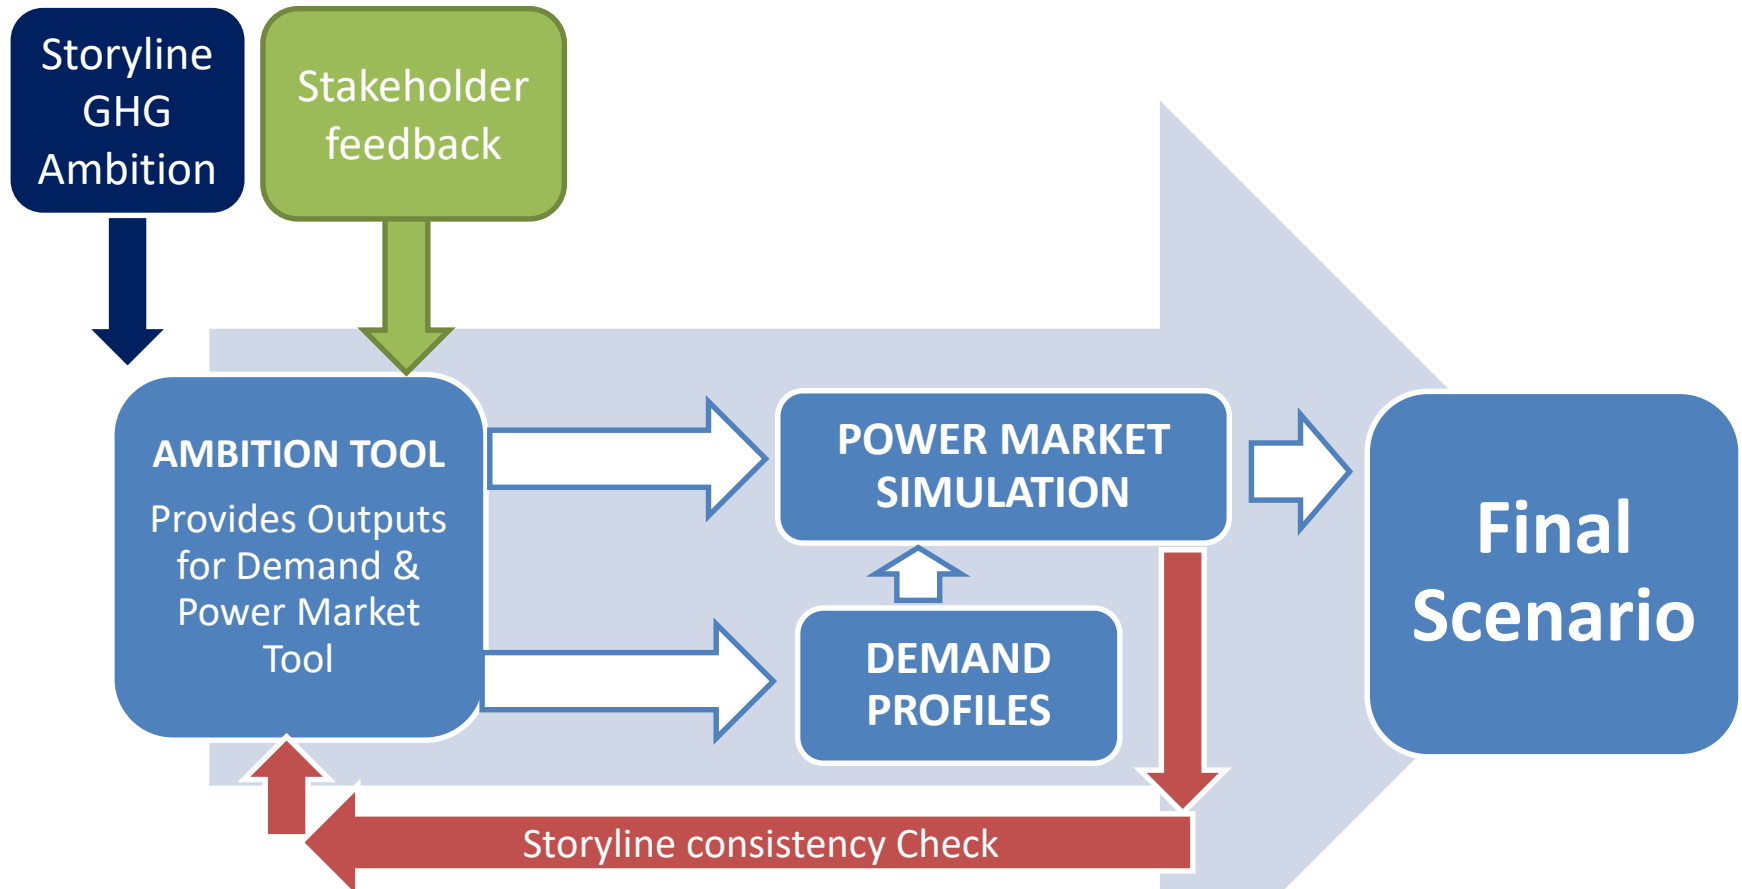 Storyline
GHG
Ambition
Stakeholder
feedback
AMBITION TOOL
Provides Outputs
for Demand &
Power Market
Tool
POWER MARKET
SIMULATION
DEMAND
PROFILES
Final
Scenario
Storyline consistency Check